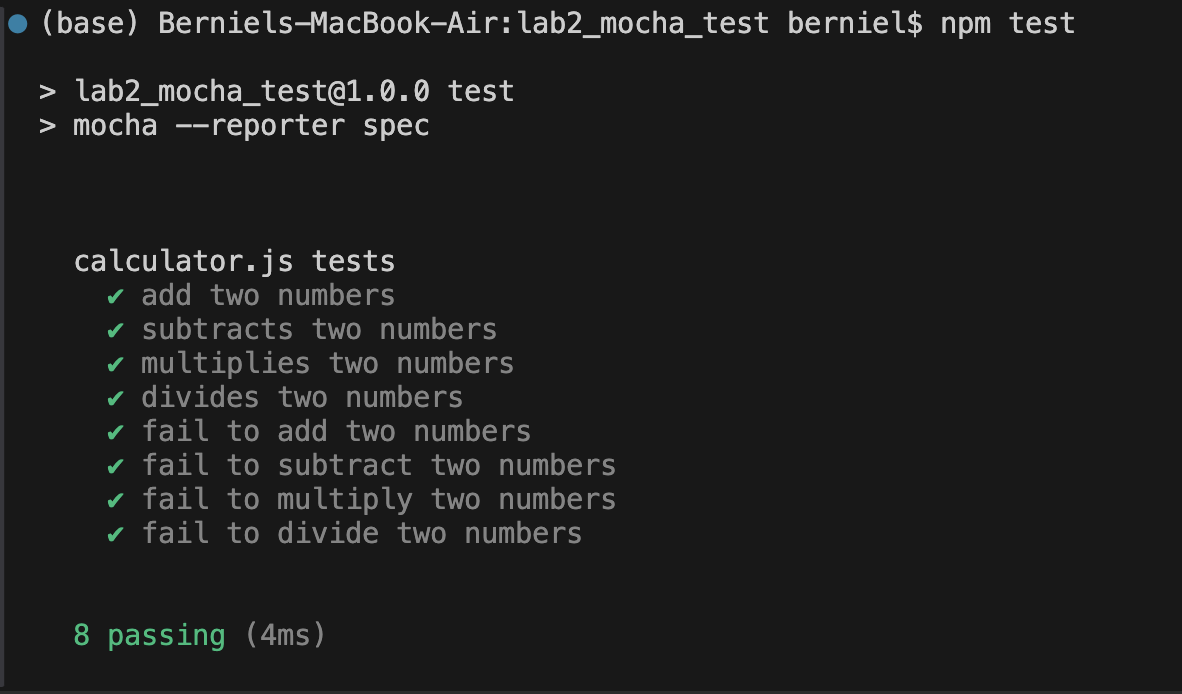 (base) Berniels-MacBook-Air:lab2_mocha_test berniel$ npm test
> lab2_mocha_test@1.0.0 test
> mocha --reporter spec
calculator.js tests
✔ add two numbers
✔ subtracts two numbers
✔ multiplies two numbers
✔ divides two numbers
✔ fail to add two numbers
✔ fail to subtract two numbers
✔ fail to multiply two numbers
✔ fail to divide two numbers
8 passing (4ms)